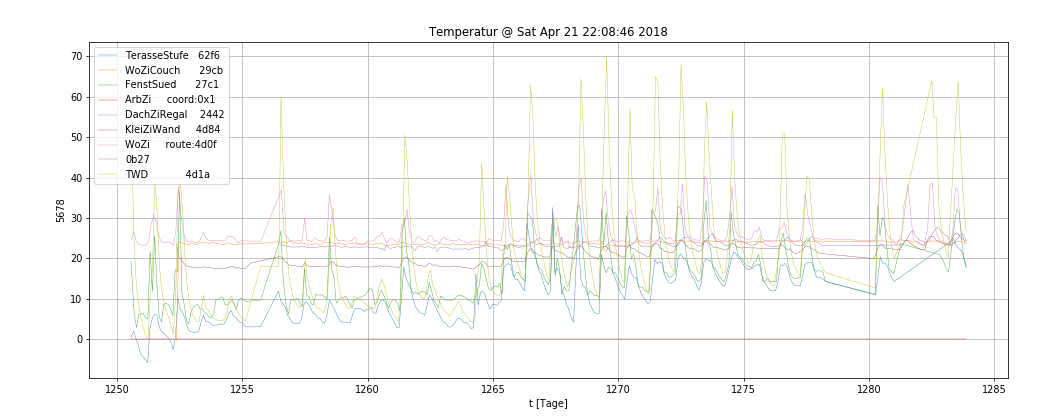 Temperatur @ Sat Apr 21 22:08:46 2018
70
60
50
40
30
20
10
0
5678
TerasseStufe 62f6
WoZiCouch 29cb
FenstSued 27c1
ArbZi coord:0x1
DachZiRegal 2442
KleiZiWand 4d84
WoZi route:4d0f
0b27
TWD 4d1a
1250 1255 1260 1265 1270 1275 1280 1285
t [Tage]